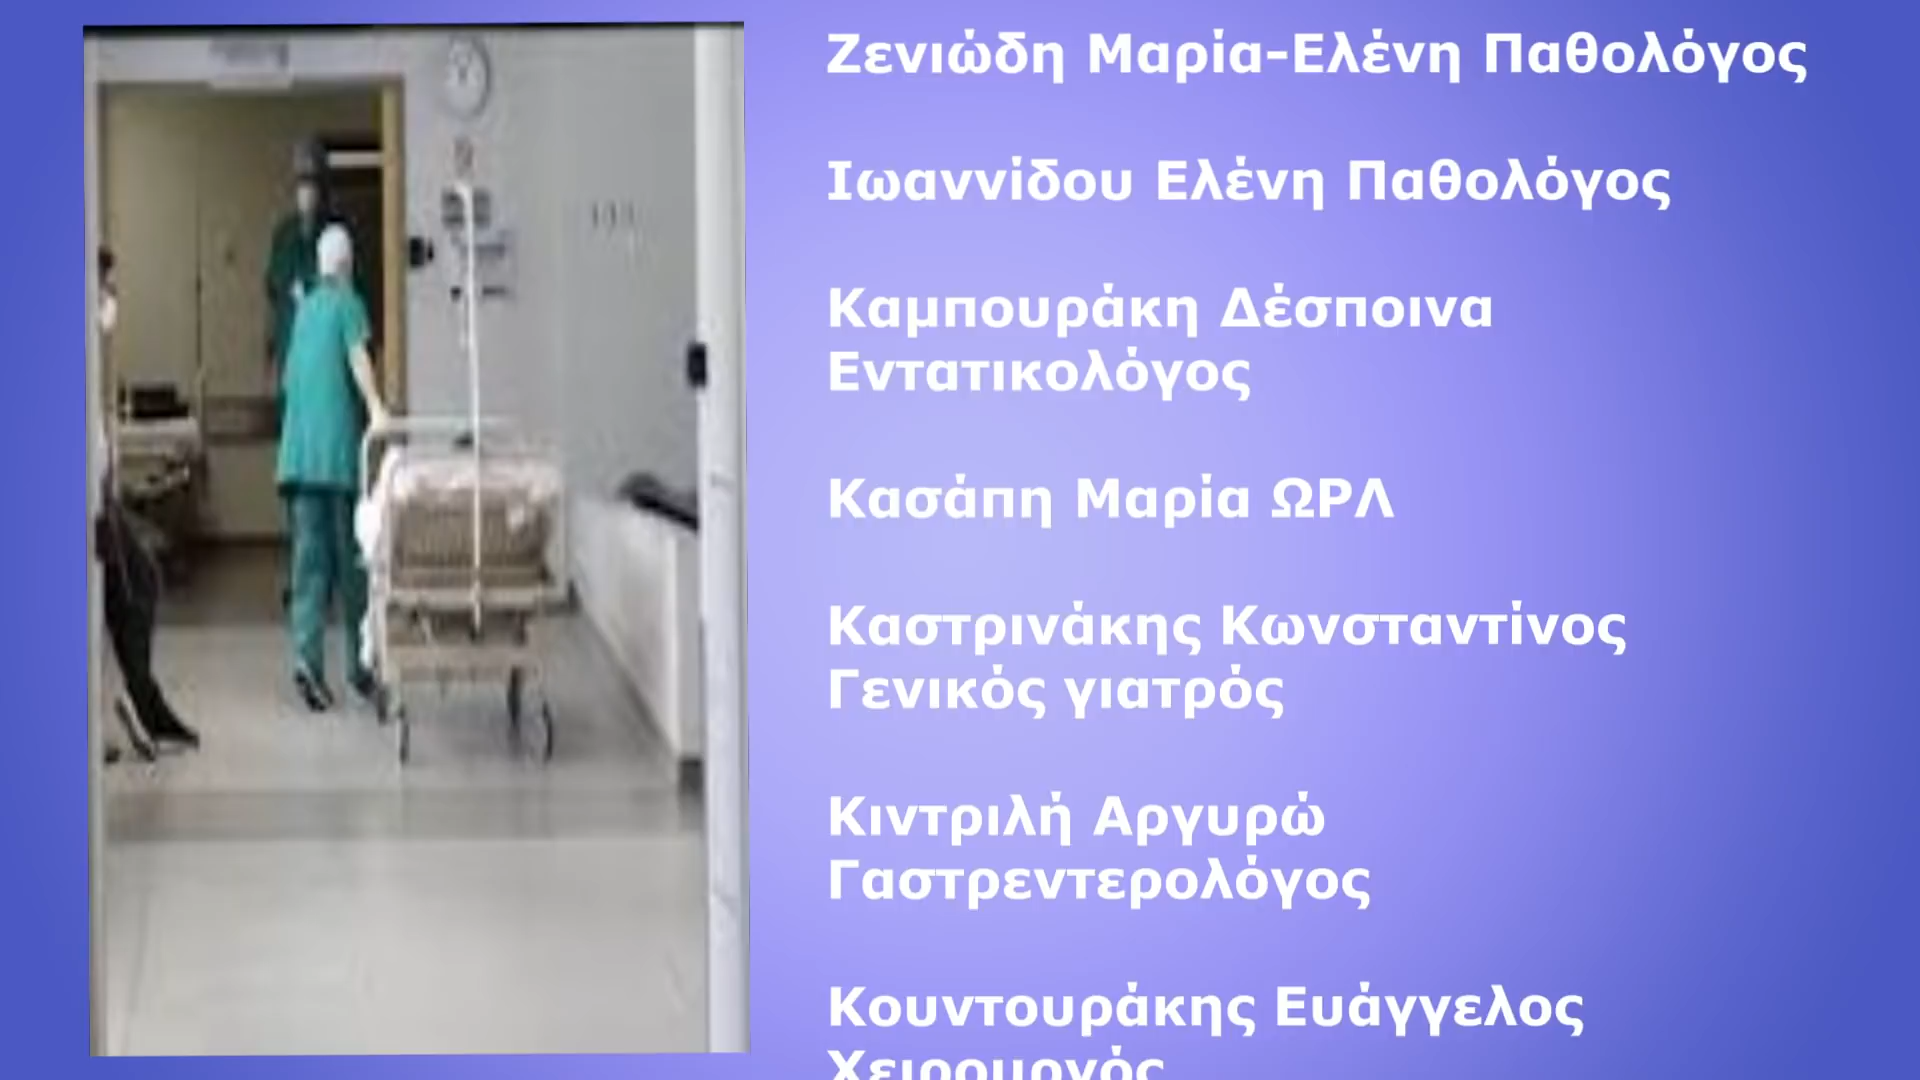 Ζενιώδη Μαρία-Ελένη Παθολόγος
Ιωαννίδου Ελένη Παθολόγος
Καμπουράκη Δέσποινα
Εντατικολόγος
Κασάπη Μαρία ΩΡΛ
Καστρινάκης Κωνσταντίνος
Γενικός γιατρός
Κιντριλή Αργυρώ
Γαστρεντερολόγος
Κουντουράκης Ευάγγελος
Χειρουργός